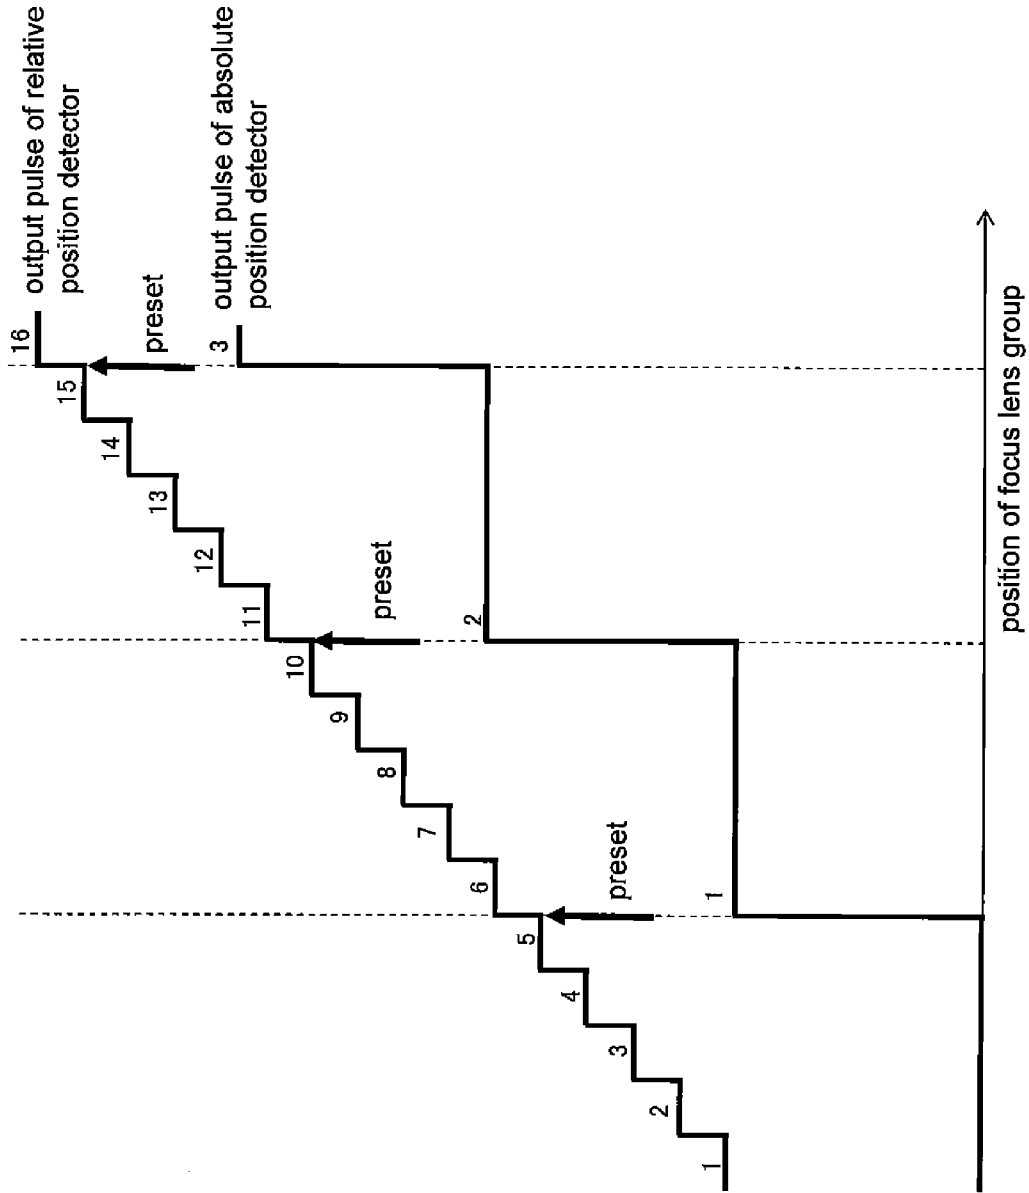 16
output pulse of relative
position detector
15
preset
3
output pulse of absolute
position detector
14
13
12
11
preset
2
10
9
8
7
6
preset
1
5
4
3
2
1
position of focus lens group